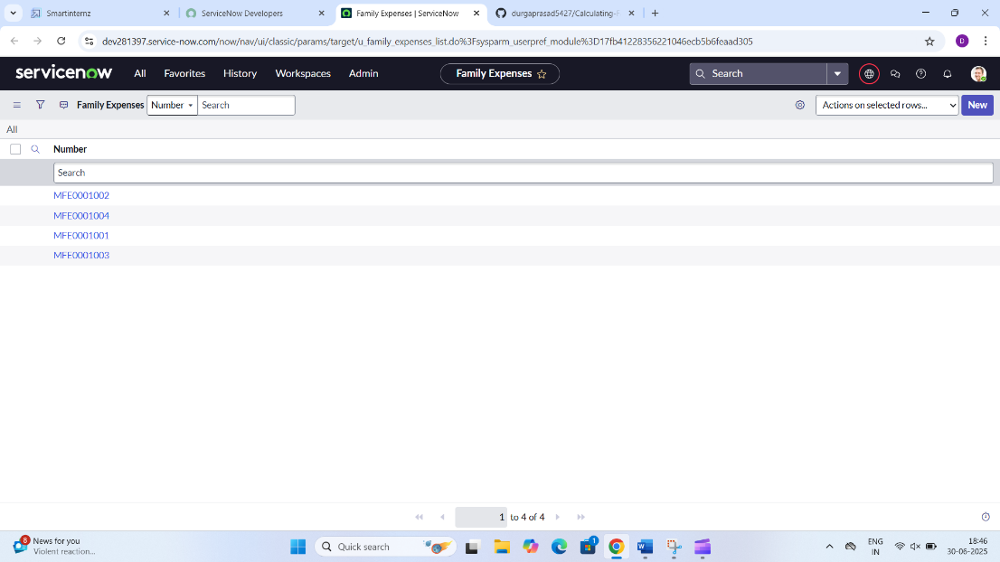 Smartinternz
ServiceNow Developers
Family Expenses | ServiceNow
durgaprasad5427/Calculating-F
dev281397.service-now.com/now/nav/ui/classic/params/target/u_family_expenses_list.do%3Fsysparm_userpref_module%3D17fb41228356221046ecb5b6feaad305
D
servicenow
All
Favorites
History
Workspaces
Admin
Family Expenses
Search
Family Expenses
Number
Search
Actions on selected rows...
New
All
Number
Search
MFE0001002
MFE0001004
MFE0001001
MFE0001003
1 to 4 of 4
8
News for you
Violent reaction...
Quick search
1
ENG
IN
18:46
30-06-2025